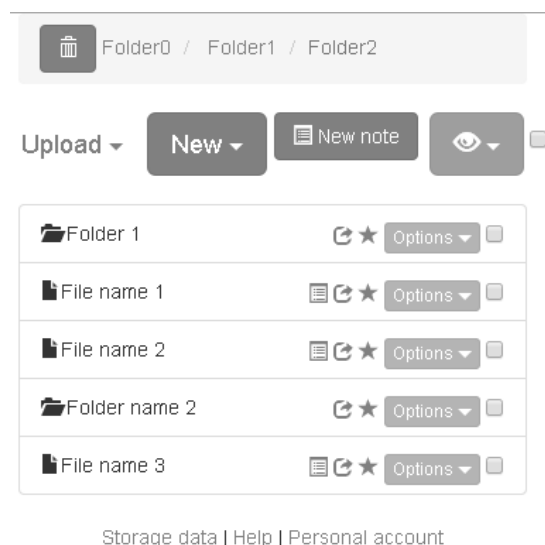 Folder0 / Folder1 / Folder2
Upload New New note
Folder 1 Options
File name 1 Options
File name 2 Options
Folder name 2 Options
File name 3 Options
Storage data | Help | Personal account